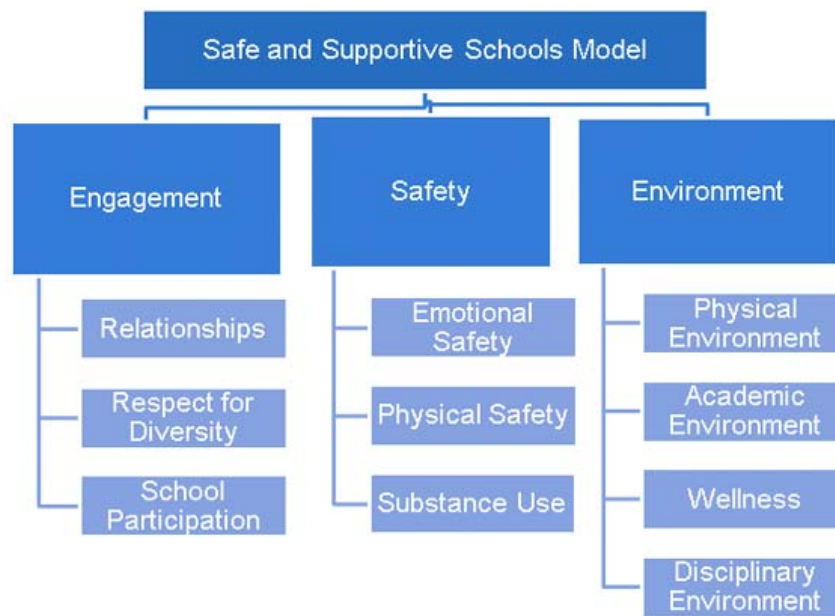 Safe and Supportive Schools Model
Engagement
Safety
Environment
Relationships
Respect for
Diversity
School
Participation
Emotional
Safety
Physical Safety
Substance Use
Physical
Environment
Academic
Environment
Wellness
Disciplinary
Environment